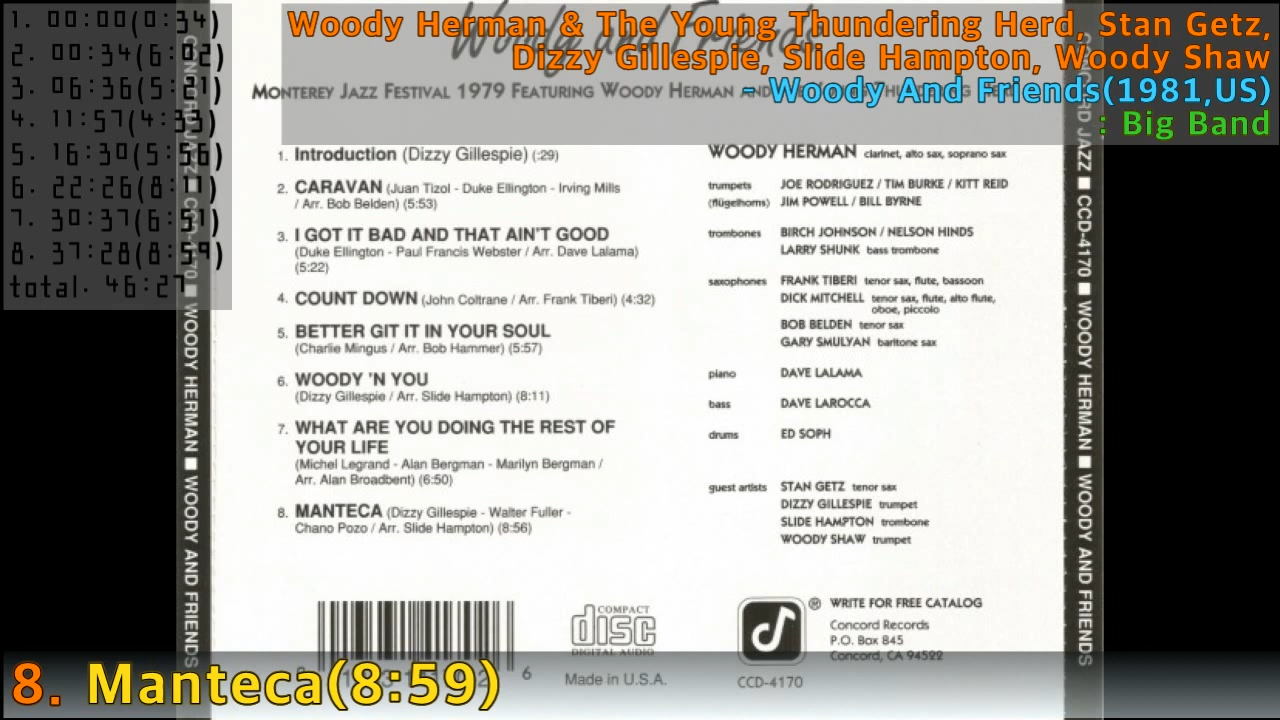 1. 00:00(0:34)
2. 00:34(6:02)
3. 06:36(5:21)
4. 11:57(4:33)
5. 16:30(5:56)
6. 22:26(8:11)
7. 30:37(6:51)
8. 37:28(8:59)
total. 46:27
Woody Herman & The Young Thundering Herd, Stan Getz,
Dizzy Gillespie, Slide Hampton, Woody Shaw
- Woody And Friends(1981,US)
: Big Band
Woody and Friends
MONTEREY JAZZ FESTIVAL 1979 FEATURING WOODY HERMAN AND
1. Introduction (Dizzy Gillespie) (:29)
2. CARAVAN (Juan Tizol - Duke Ellington - Irving Mills
/ Arr. Bob Belden) (5:53)
3. I GOT IT BAD AND THAT AIN'T GOOD
(Duke Ellington - Paul Francis Webster / Arr. Dave Lalama)
(5:22)
4. COUNT DOWN (John Coltrane / Arr. Frank Tiberi) (4:32)
5. BETTER GIT IT IN YOUR SOUL
(Charlie Mingus / Arr. Bob Hammer) (5:57)
6. WOODY 'N YOU
(Dizzy Gillespie / Arr. Slide Hampton) (8:11)
7. WHAT ARE YOU DOING THE REST OF
YOUR LIFE
(Michel Legrand - Alan Bergman - Marilyn Bergman /
Arr. Alan Broadbent) (6:50)
8. MANTECA (Dizzy Gillespie - Walter Fuller -
Chano Pozo / Arr. Slide Hampton) (8:56)
WOODY HERMAN clarinet, alto sax, soprano sax
trumpets JOE RODRIGUEZ / TIM BURKE / KITT REID
(flügelhorns) JIM POWELL / BILL BYRNE
trombones BIRCH JOHNSON / NELSON HINDS
LARRY SHUNK bass trombone
saxophones FRANK TIBERI tenor sax, flute, bassoon
DICK MITCHELL tenor sax, flute, alto flute,
oboe, piccolo
BOB BELDEN tenor sax
GARY SMULYAN baritone sax
piano DAVE LALAMA
bass DAVE LAROCCA
drums ED SOPH
guest artists STAN GETZ tenor sax
DIZZY GILLESPIE trumpet
SLIDE HAMPTON trombone
WOODY SHAW trumpet
COMPACT
disc
DIGITAL AUDIO
Made in U.S.A.
® WRITE FOR FREE CATALOG
Concord Records
P.O. Box 845
Concord, CA 94522
CCD-4170
6
CONCORD JAZZ ■ CCD-4170 ■ WOODY HERMAN ■ WOODY AND FRIENDS
CONCORD JAZZ ■ CCD-4170 ■ WOODY HERMAN ■ WOODY AND FRIENDS
8. Manteca(8:59)